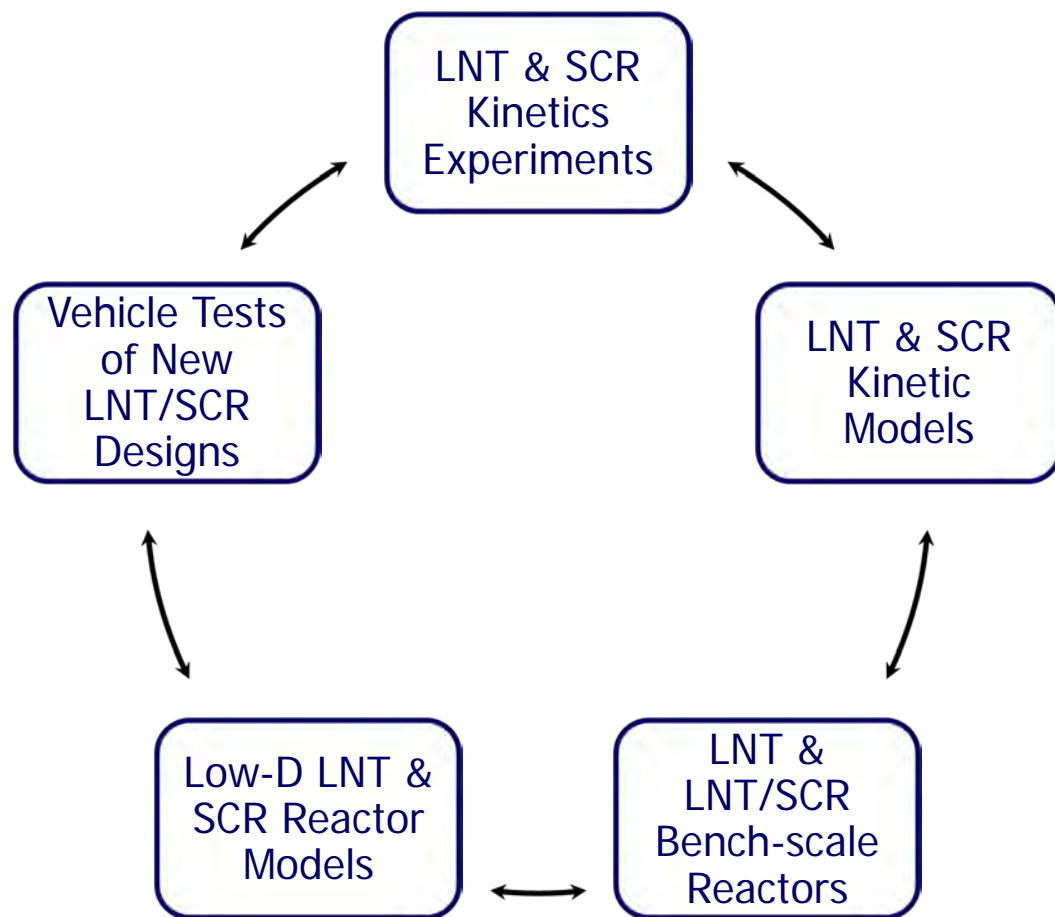 LNT & SCR
Kinetics
Experiments
LNT & SCR
Kinetic
Models
LNT &
LNT/SCR
Bench-scale
Reactors
Low-D LNT &
SCR Reactor
Models
Vehicle Tests
of New
LNT/SCR
Designs